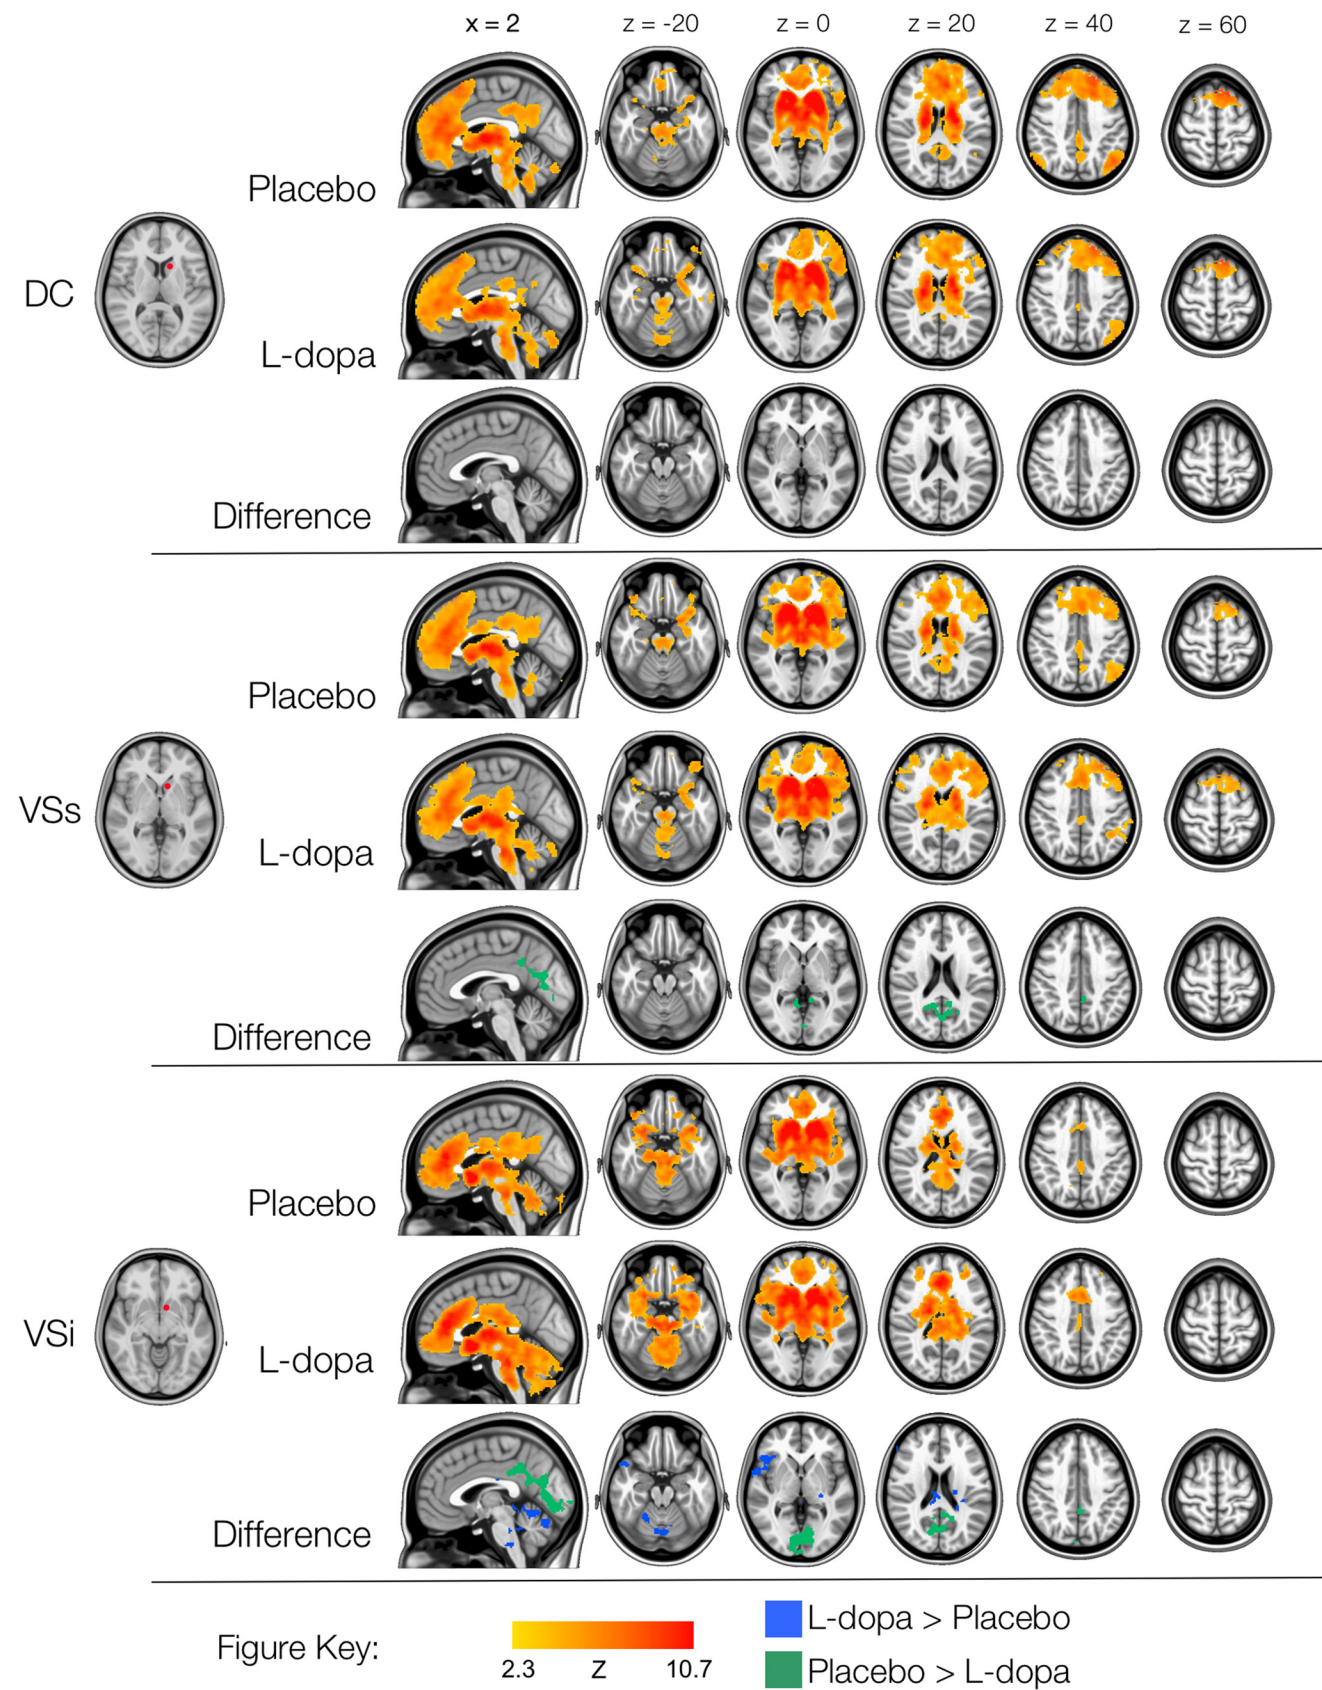 x = 2 z = -20 z = 0 z = 20 z = 40 z = 60
Placebo
DC
L-dopa
Difference
Placebo
VSs
L-dopa
Difference
Placebo
VSi
L-dopa
Difference
Figure Key:
2.3 Z 10.7
L-dopa > Placebo
Placebo > L-dopa